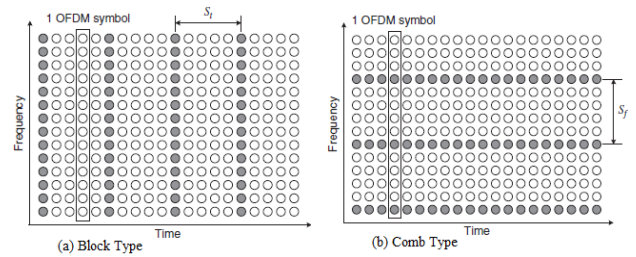 1 OFDM symbol
S_t
Frequency
Time
(a) Block Type
1 OFDM symbol
S_f
Frequency
Time
(b) Comb Type